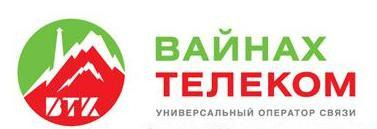 ВТК
ВАЙНАХ
ТЕЛЕКОМ
УНИВЕРСАЛЬНЫЙ ОПЕРАТОР СВЯЗИ